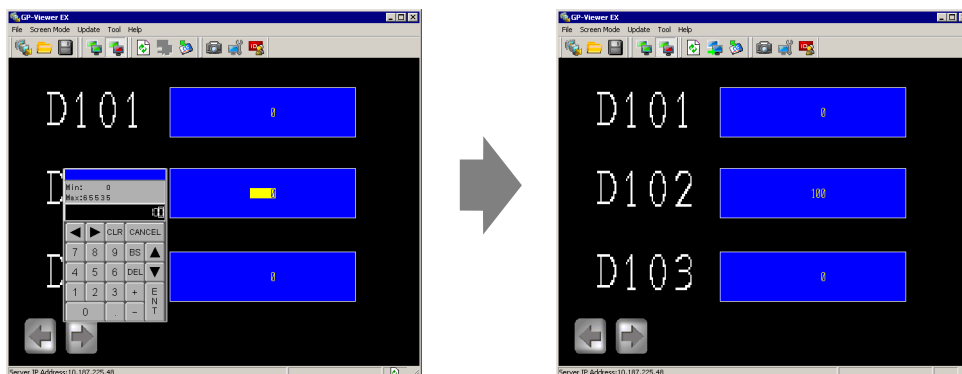 GP-Viewer EX
File Screen Mode Update Tool Help
D101 0
D 0
D 0
Min: 0
Max:65535
100
CLR CANCEL
7 8 9 BS
4 5 6 DEL
1 2 3 + ENT
0 . -
Server IP Address:10.187.225.48
GP-Viewer EX
File Screen Mode Update Tool Help
D101 0
D102 100
D103 0
Server IP Address:10.187.225.48